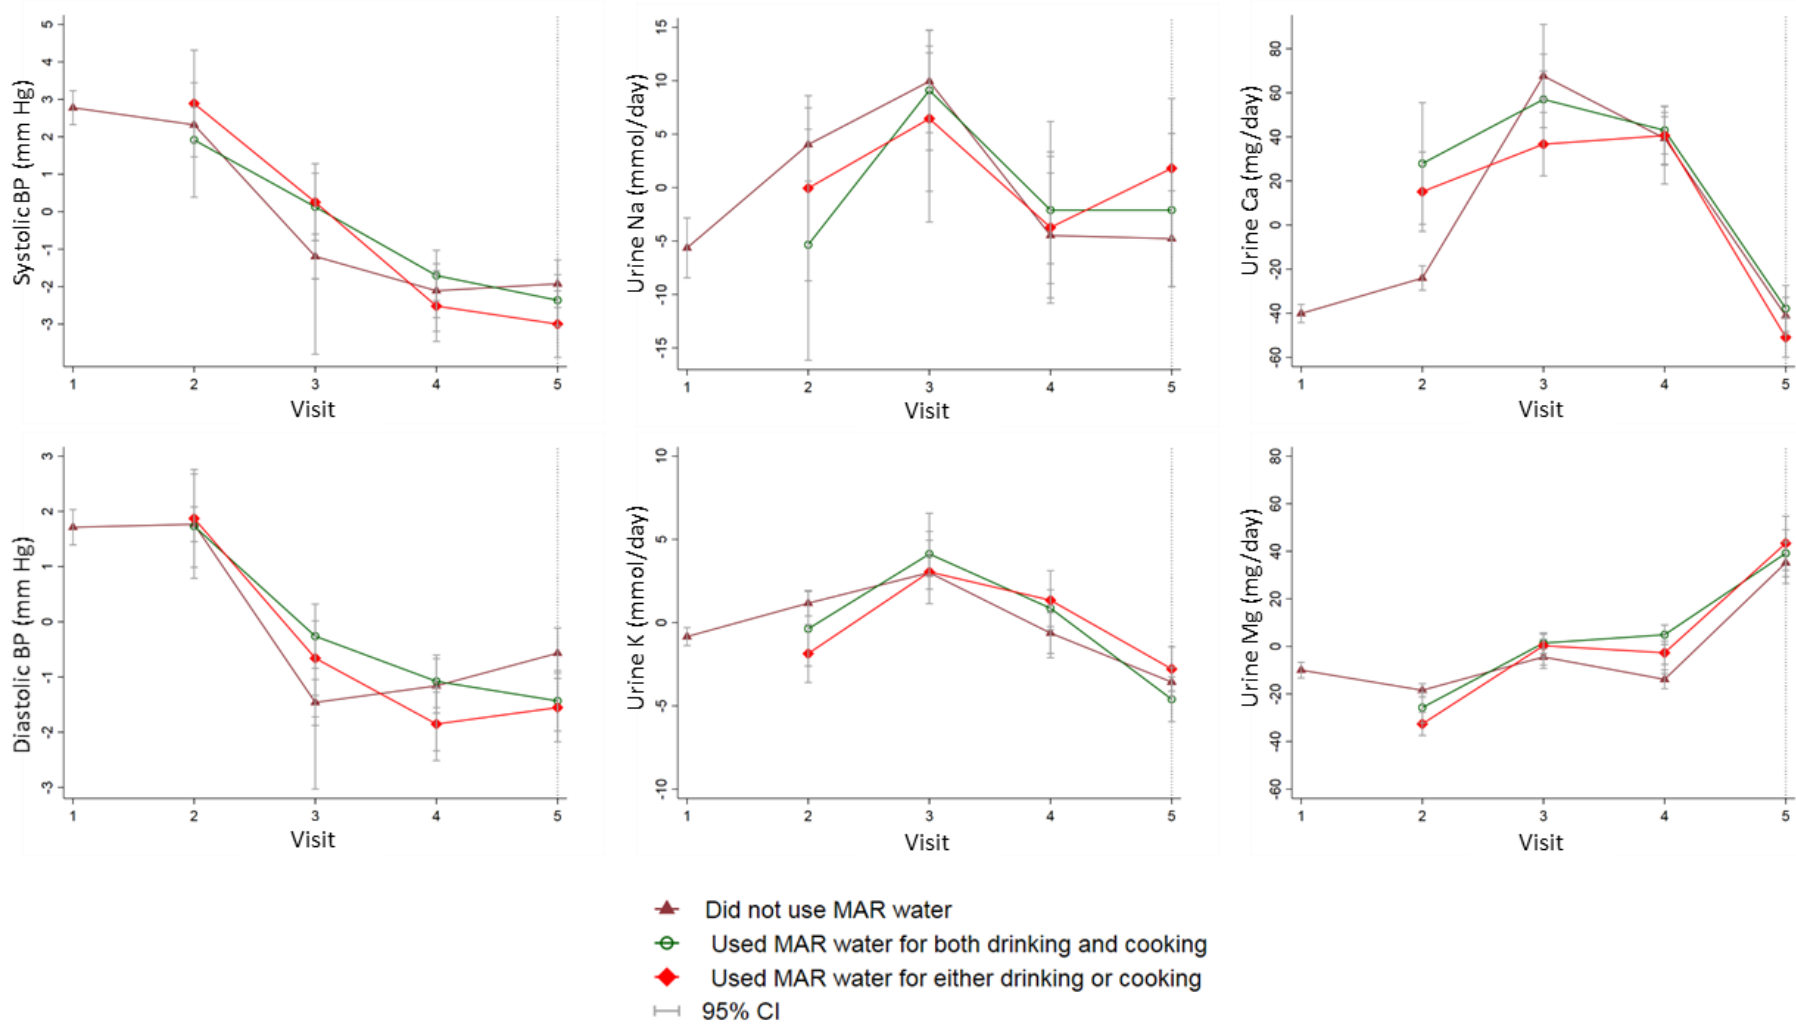 Systolic BP (mm Hg)
5
4
3
2
1
0
-1
-2
-3
1 2 3 4 5
Visit
Urine Na (mmol/day)
15
10
5
0
-5
-10
-15
1 2 3 4 5
Visit
Urine Ca (mg/day)
80
60
40
20
0
-20
-40
-60
1 2 3 4 5
Visit
Diastolic BP (mm Hg)
3
2
1
0
-1
-2
-3
1 2 3 4 5
Visit
Urine K (mmol/day)
10
5
0
-5
-10
1 2 3 4 5
Visit
Urine Mg (mg/day)
80
60
40
20
0
-20
-40
-60
1 2 3 4 5
Visit
Did not use MAR water
Used MAR water for both drinking and cooking
Used MAR water for either drinking or cooking
95% CI